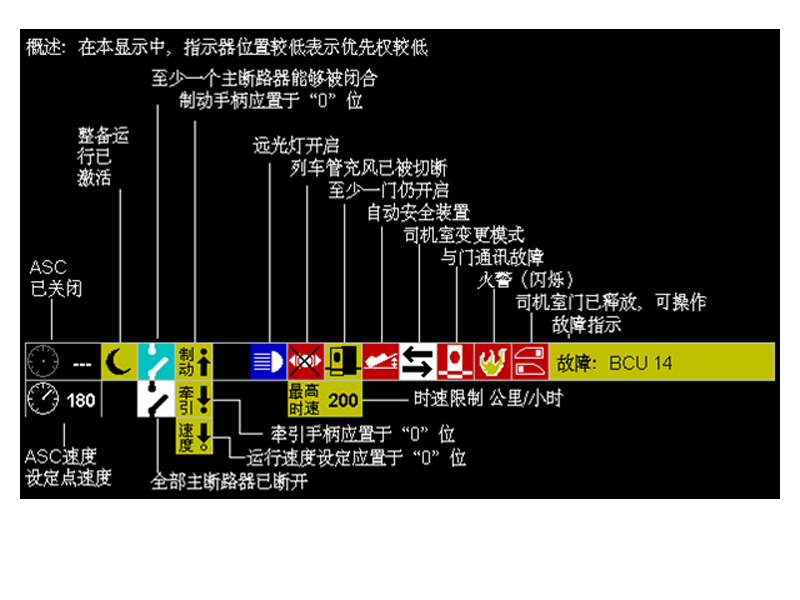 概述: 在本显示中，指示器位置较低表示优先权较低
至少一个主断路器能够被闭合
制动手柄应置于“0”位
整备运
行已
激活
远光灯开启
列车管充风已被切断
至少一门仍开启
自动安全装置
司机室变更模式
与门通讯故障
火警（闪烁）
司机室门已释放，可操作
故障指示
ASC
已关闭
---
制
动
故障: BCU 14
180
牵
引
最高
时速
200
时速限制 公里/小时
速
度
牵引手柄应置于“0”位
运行速度设定应置于“0”位
ASC速度
设定点速度
全部主断路器已断开